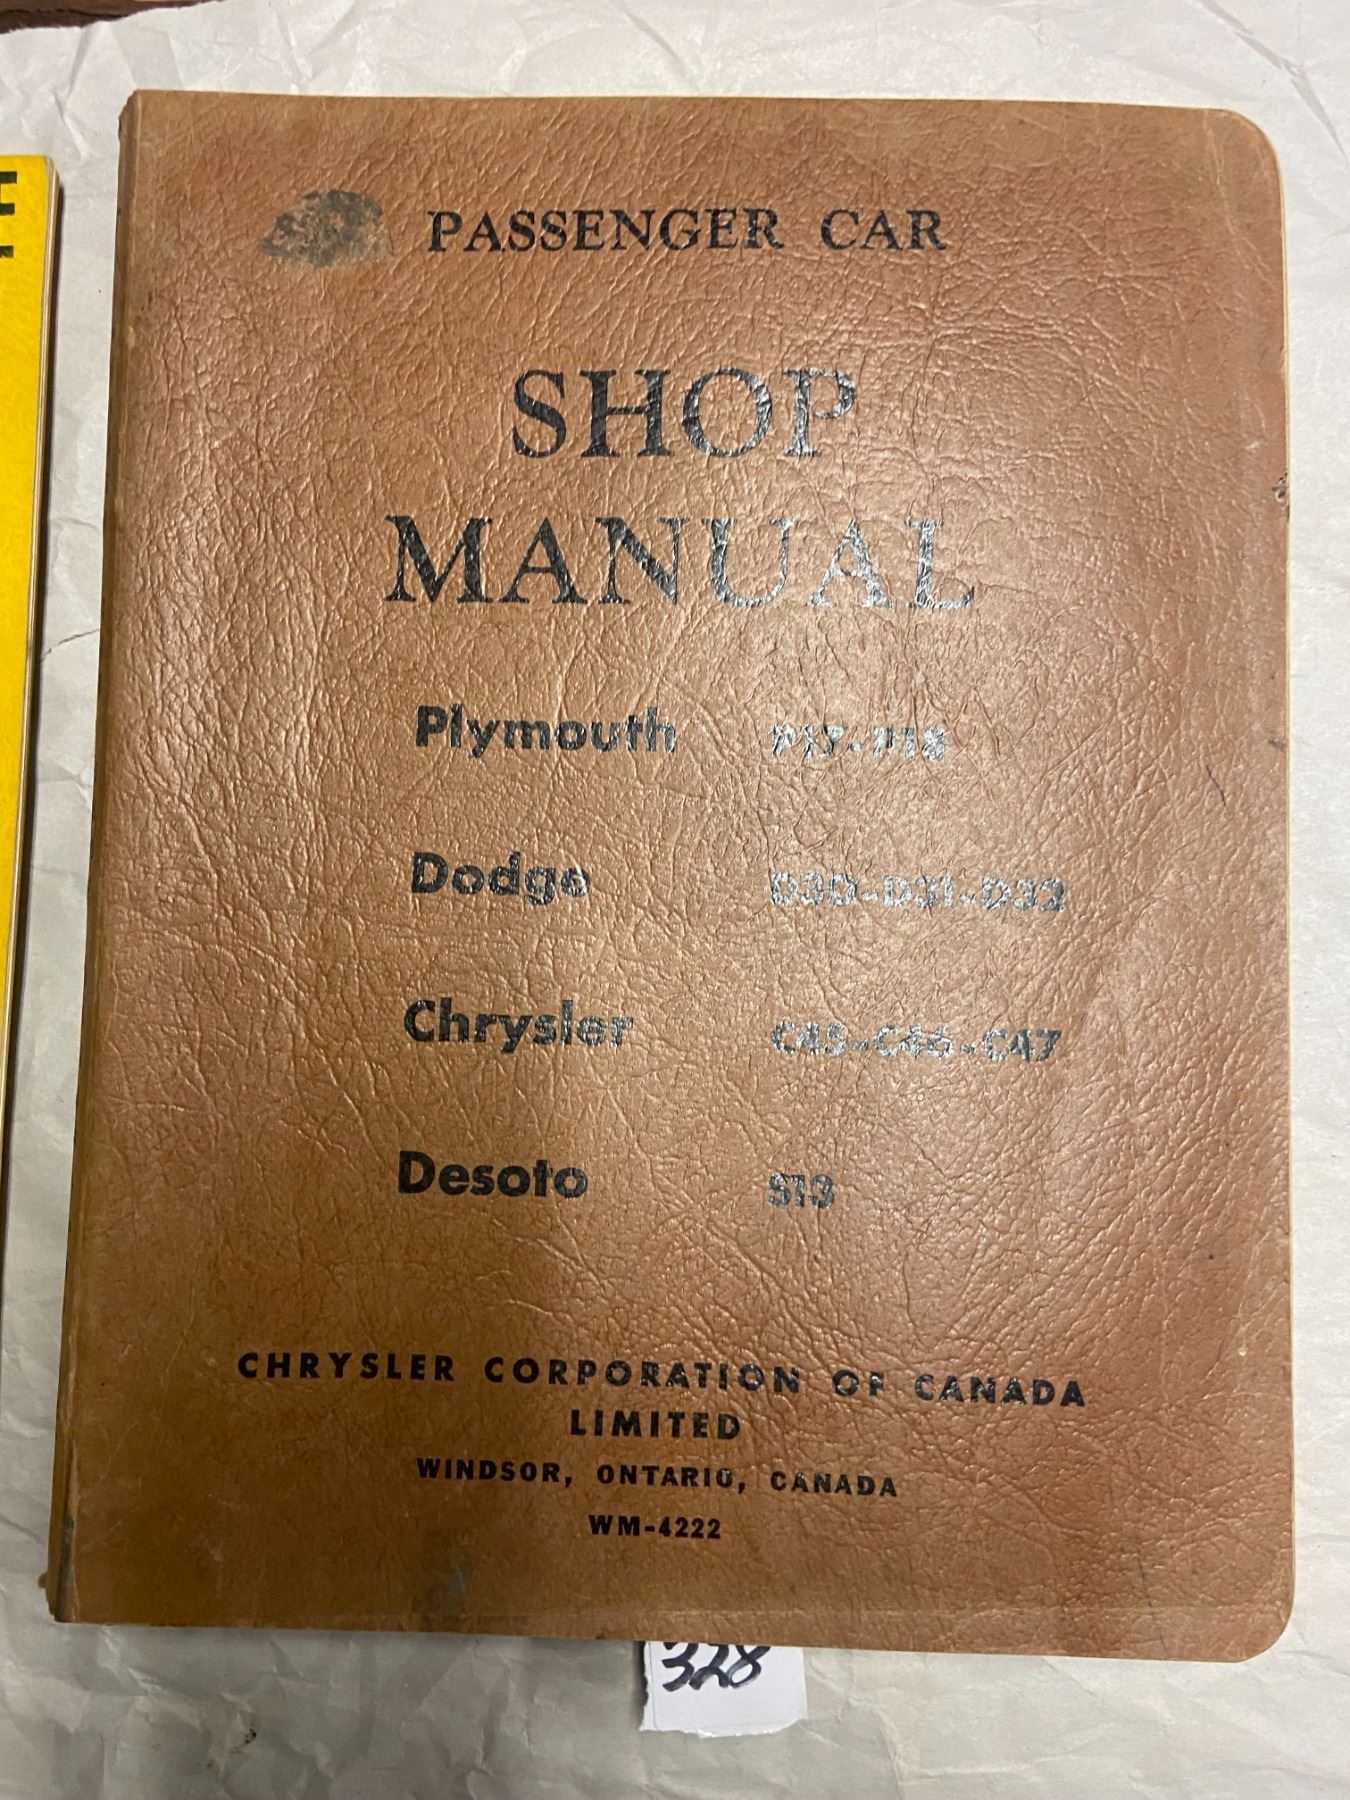 PASSENGER CAR
SHOP
MANUAL
Plymouth P17-P18
Dodge D30-D31-D32
Chrysler C45-C46-C47
Desoto S13
CHRYSLER CORPORATION OF CANADA
LIMITED
WINDSOR, ONTARIO, CANADA
WM-4222
328